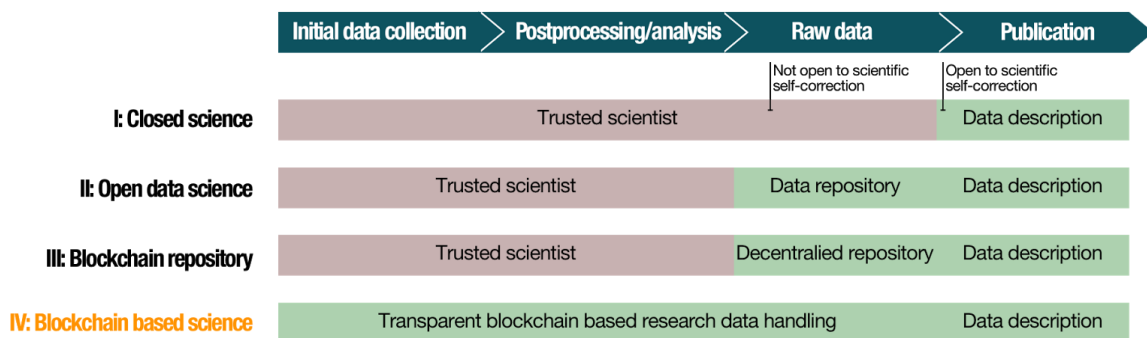 Initial data collection Postprocessing/analysis Raw data Publication
Not open to scientific
self-correction
Open to scientific
self-correction
I: Closed science Trusted scientist Data description
II: Open data science Trusted scientist Data repository Data description
III: Blockchain repository Trusted scientist Decentralied repository Data description
IV: Blockchain based science Transparent blockchain based research data handling Data description